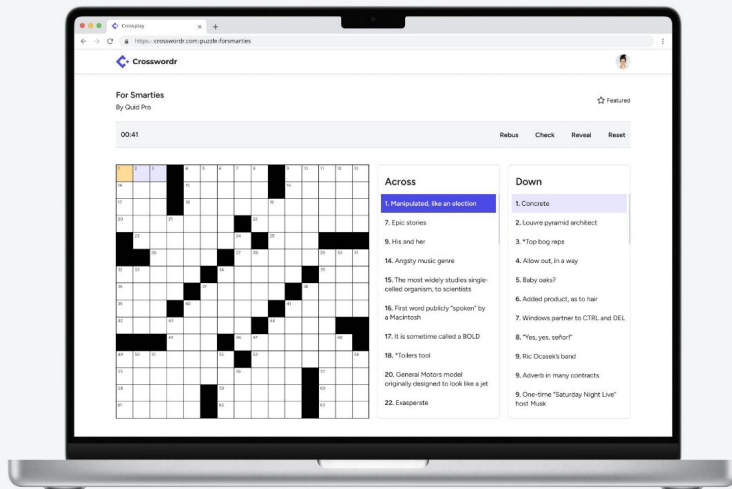 Crossplay
https://crosswordr.com/puzzle/forsmarties
Crosswordr
For Smarties
By Quid Pro
Featured
00:41
Rebus Check Reveal Reset
Across
1. Manipulated, like an election
7. Epic stories
9. His and her
14. Angsty music genre
15. The most widely studies single-
celled organism, to scientists
16. First word publicly "spoken" by
a Macintosh
17. It is sometime called a BOLD
18. *Toilers tool
20. General Motors model
originally designed to look like a jet
22. Exasperate
Down
1. Concrete
2. Louvre pyramid architect
3. *Top bog reps
4. Allow out, in a way
5. Baby oaks?
6. Added product, as to hair
7. Windows partner to CTRL and DEL
8. "Yes, yes, señor!"
9. Ric Ocasek's band
9. Adverb in many contracts
9. One-time "Saturday Night Live"
host Musk